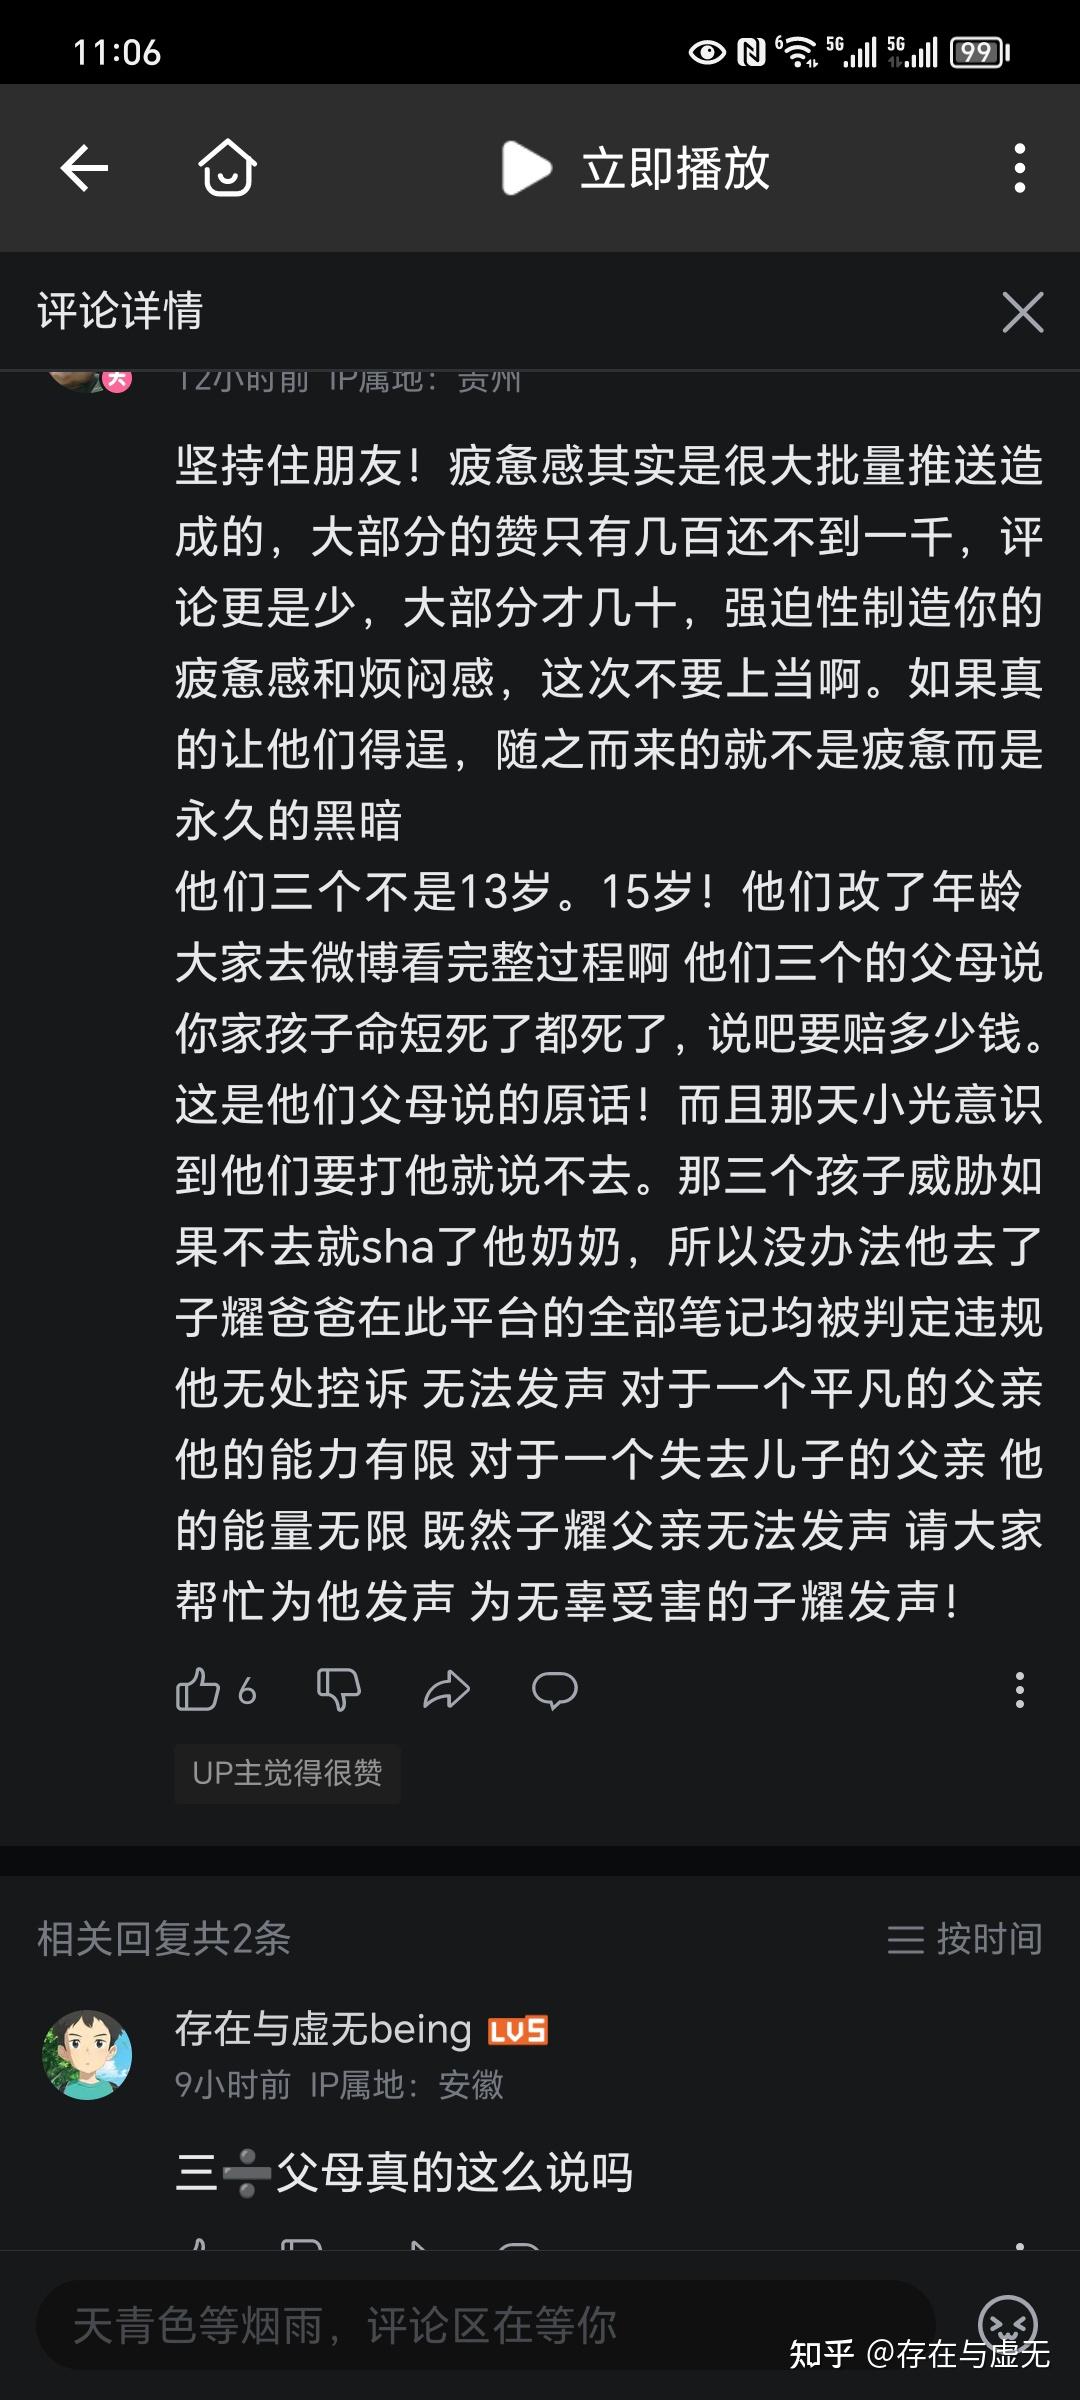 11:06
6 5G 5G 99
立即播放
评论详情
12小时前 IP属地：贵州
坚持住朋友！疲惫感其实是很大批量推送造
成的，大部分的赞只有几百还不到一千，评
论更是少，大部分才几十，强迫性制造你的
疲惫感和烦闷感，这次不要上当啊。如果真
的让他们得逞，随之而来的就不是疲惫而是
永久的黑暗
他们三个不是13岁。15岁！他们改了年龄
大家去微博看完整过程啊 他们三个的父母说
你家孩子命短死了都死了，说吧要赔多少钱。
这是他们父母说的原话！而且那天小光意识
到他们要打他就说不去。那三个孩子威胁如
果不去就sha了他奶奶，所以没办法他去了
子耀爸爸在此平台的全部笔记均被判定违规
他无处控诉 无法发声 对于一个平凡的父亲
他的能力有限 对于一个失去儿子的父亲 他
的能量无限 既然子耀父亲无法发声 请大家
帮忙为他发声 为无辜受害的子耀发声！
6
UP主觉得很赞
相关回复共2条 按时间
存在与虚无being LV5
9小时前 IP属地：安徽
三➗父母真的这么说吗
天青色等烟雨，评论区在等你
知乎 @存在与虚无